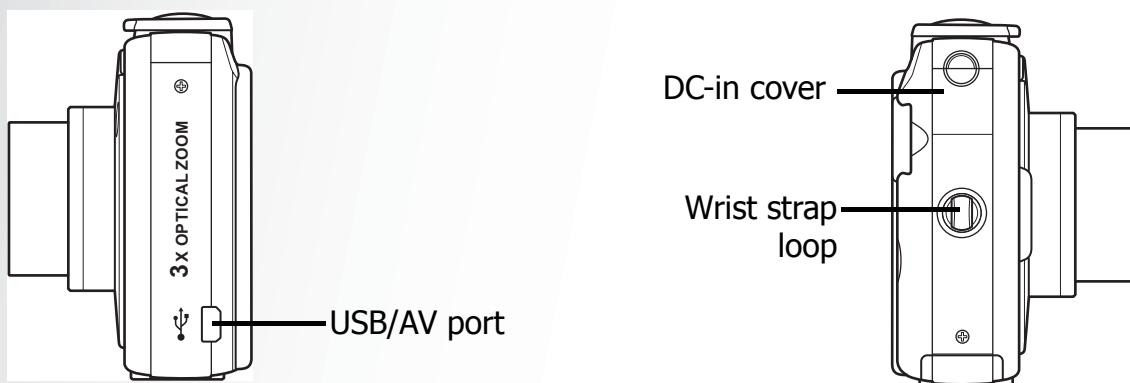 3X OPTICAL ZOOM
USB/AV port
DC-in cover
Wrist strap
loop